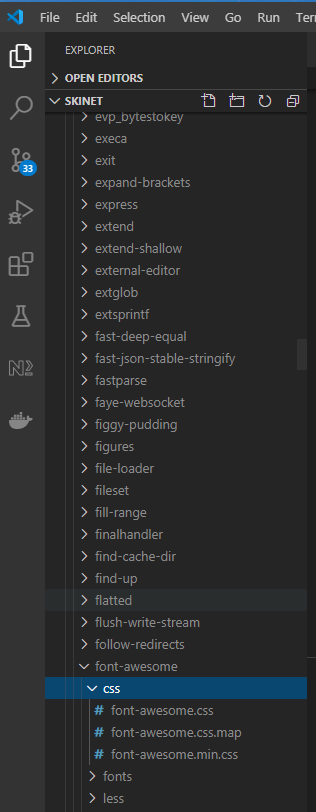 File Edit Selection View Go Run Terr
EXPLORER
OPEN EDITORS
SKINET
evp_bytestokey
execa
exit
expand-brackets
express
extend
extend-shallow
external-editor
extglob
extsprintf
fast-deep-equal
fast-json-stable-stringify
fastparse
faye-websocket
figgy-pudding
figures
file-loader
fileset
fill-range
finalhandler
find-cache-dir
find-up
flatted
flush-write-stream
follow-redirects
font-awesome
css
# font-awesome.css
# font-awesome.css.map
# font-awesome.min.css
fonts
less
33